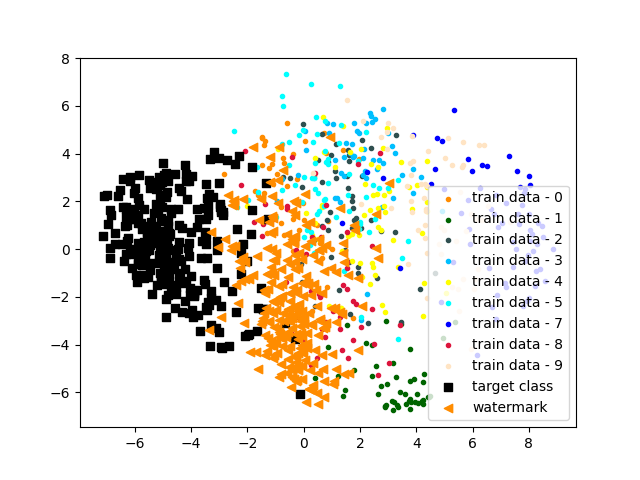 8
6
4
2
0
−2
−4
−6
−6
−4
−2
0
2
4
6
8
train data - 0
train data - 1
train data - 2
train data - 3
train data - 4
train data - 5
train data - 7
train data - 8
train data - 9
target class
watermark